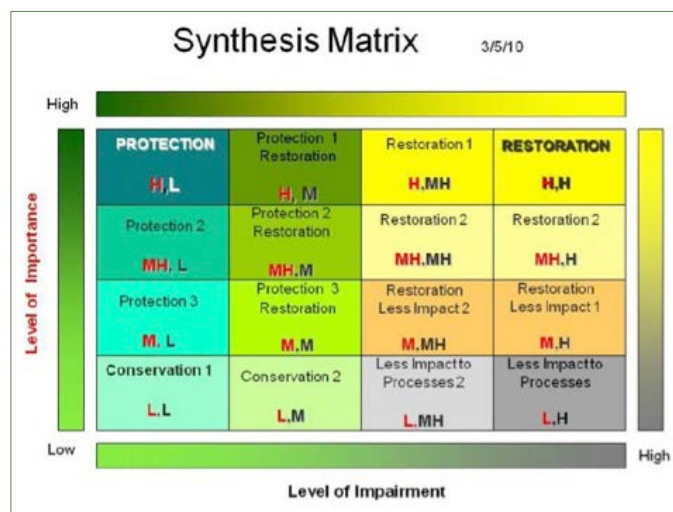 Synthesis Matrix 3/5/10
High
PROTECTION
H,L
Protection 1
Restoration
H, M
Restoration 1
H,MH
RESTORATION
H,H
Level of Importance
Protection 2
MH, L
Protection 2
Restoration
MH,M
Restoration 2
MH,MH
Restoration 2
MH,H
Protection 3
M, L
Protection 3
Restoration
M,M
Restoration
Less Impact 2
M,MH
Restoration
Less Impact 1
M,H
Conservation 1
L,L
Conservation 2
L,M
Less Impact to
Processes 2
L,MH
Less Impact to
Processes
L,H
Low
High
Level of Impairment